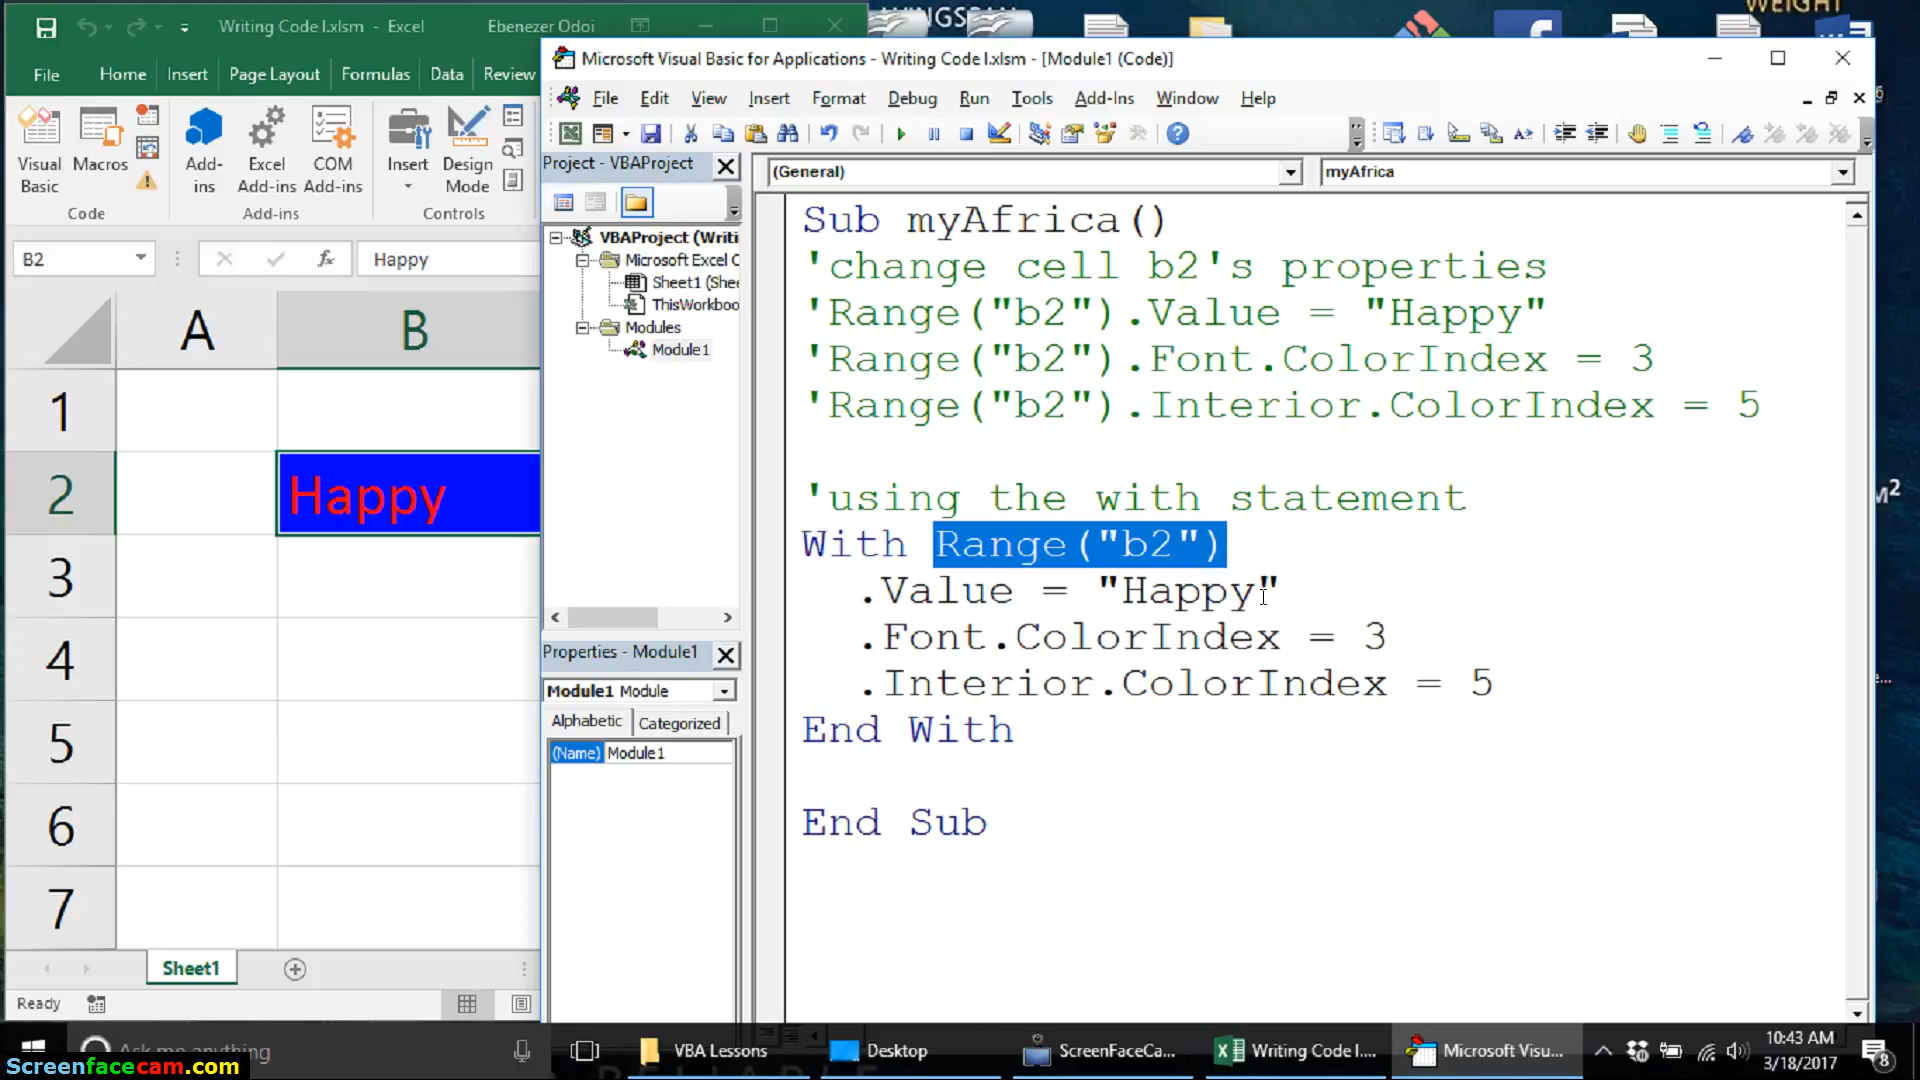 Writing Code I.xlsm - Excel
Ebenezer Odoi
WEIGHT
File
Home
Insert
Page Layout
Formulas
Data
Review
Visual Basic
Macros
Add-ins
Excel Add-ins
COM Add-ins
Insert
Design Mode
Code
Add-ins
Controls
B2
fx
Happy
A
B
1
2
Happy
3
4
5
6
7
Sheet1
Ready
Microsoft Visual Basic for Applications - Writing Code I.xlsm - [Module1 (Code)]
File
Edit
View
Insert
Format
Debug
Run
Tools
Add-Ins
Window
Help
Project - VBAProject
VBAProject (Writi
Microsoft Excel O
Sheet1 (Shee
ThisWorkboo
Modules
Module1
Properties - Module1
Module1 Module
Alphabetic
Categorized
(Name) Module1
(General)
myAfrica
Sub myAfrica()
'change cell b2's properties
'Range("b2").Value = "Happy"
'Range("b2").Font.ColorIndex = 3
'Range("b2").Interior.ColorIndex = 5
'using the with statement
With Range("b2")
.Value = "Happy"
.Font.ColorIndex = 3
.Interior.ColorIndex = 5
End With
End Sub
M²
Ask me anything
VBA Lessons
Desktop
ScreenFaceCa...
Writing Code I....
Microsoft Visu...
10:43 AM
3/18/2017
8
Screenfacecam.com